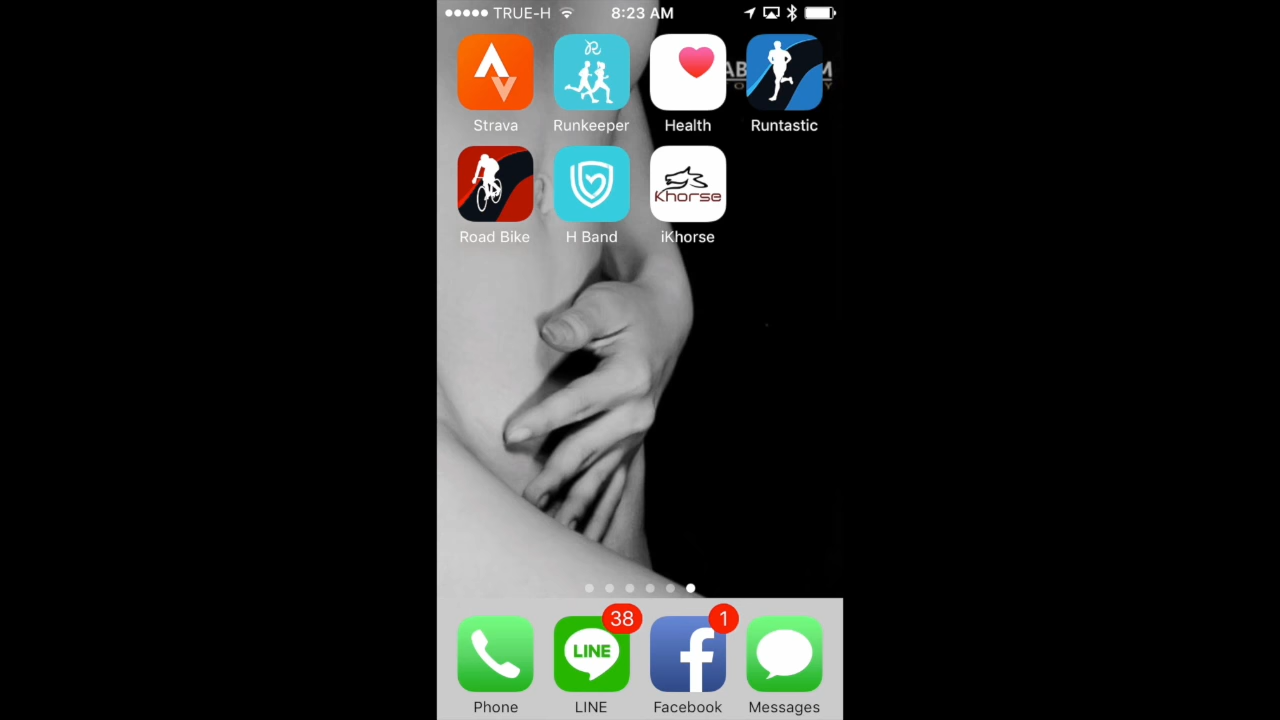 TRUE-H
8:23 AM
Strava
Runkeeper
Health
Runtastic
Khorse
Road Bike
H Band
iKhorse
38
1
LINE
Phone
LINE
Facebook
Messages